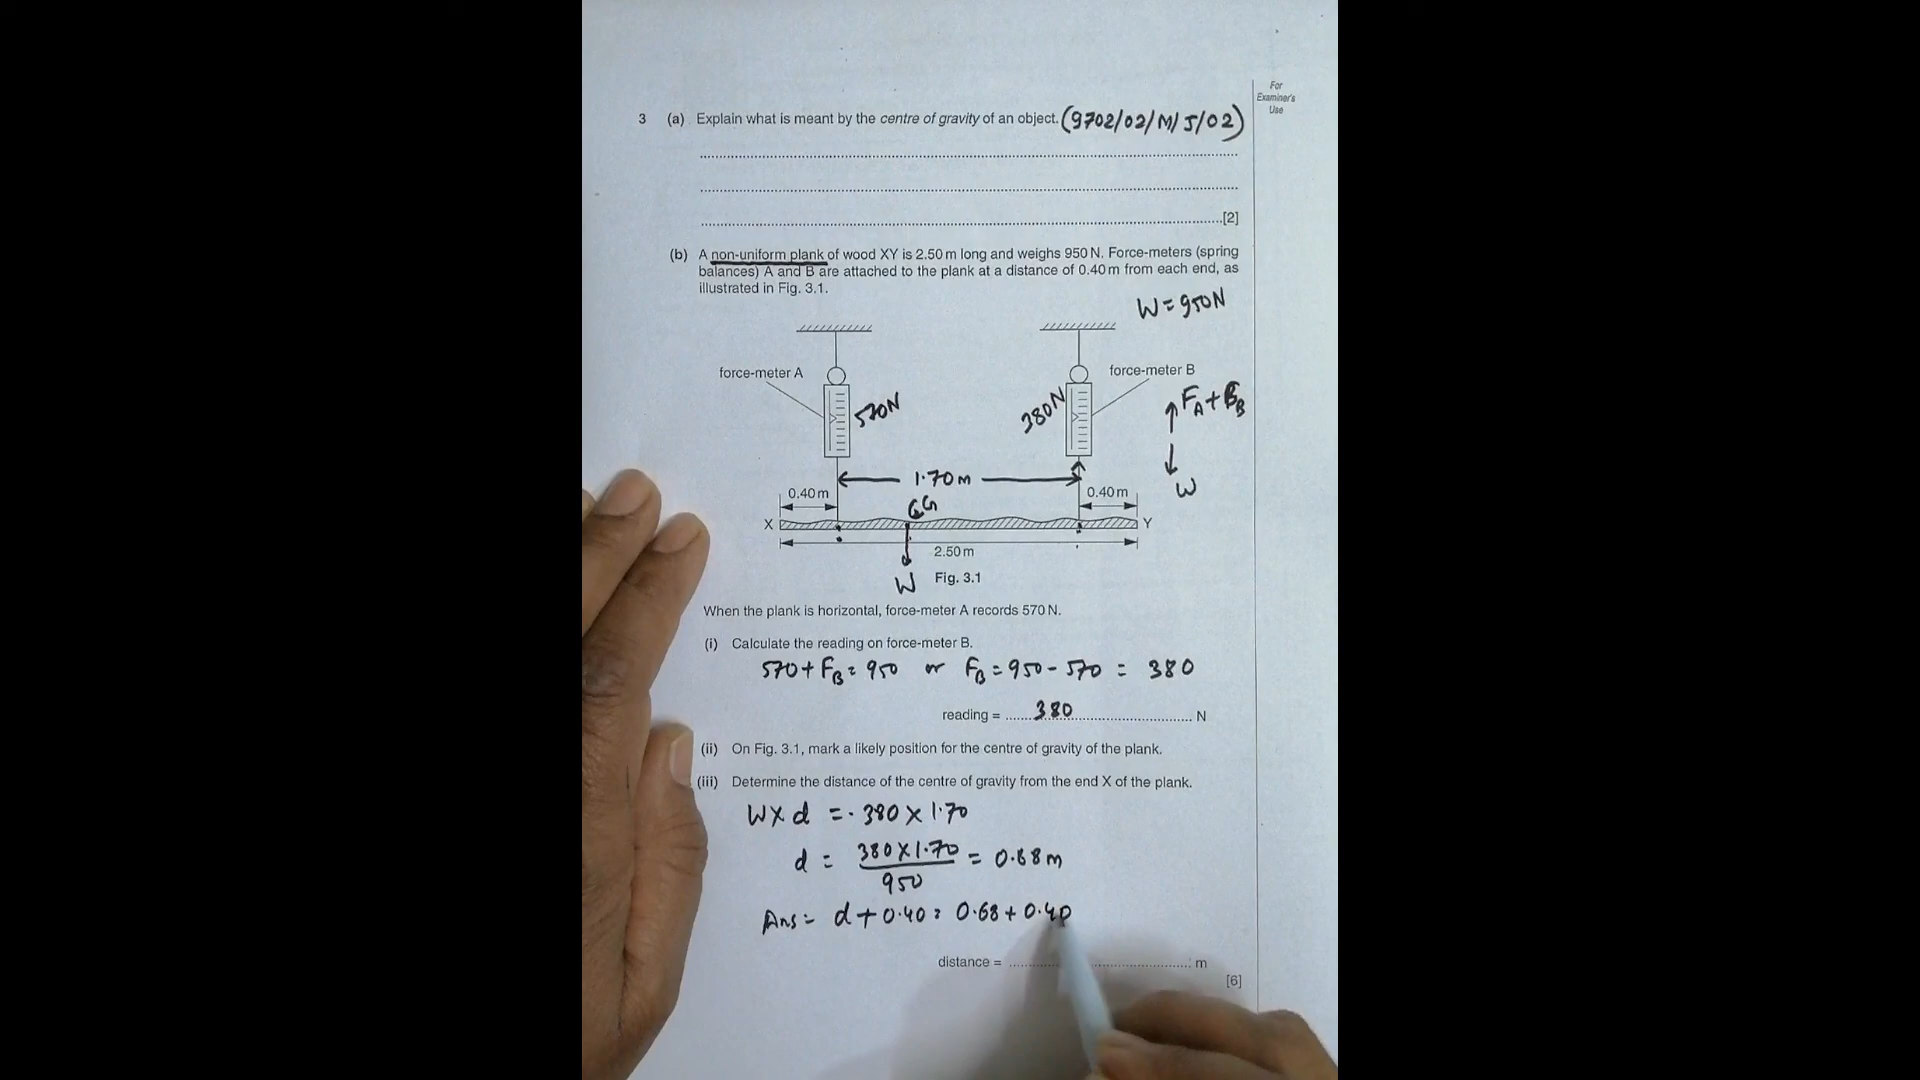 For
Examiner's
Use
3 (a) Explain what is meant by the centre of gravity of an object. (9702/02/M/J/02)
[2]
(b) A non-uniform plank of wood XY is 2.50 m long and weighs 950 N. Force-meters (spring
balances) A and B are attached to the plank at a distance of 0.40 m from each end, as
illustrated in Fig. 3.1.
W = 950N
force-meter A
570N
380N
force-meter B
1.70 m
W
0.40 m
0.40 m
CG
X
Y
2.50 m
W
Fig. 3.1
When the plank is horizontal, force-meter A records 570 N.
(i) Calculate the reading on force-meter B.
570 + FB = 950 or FB = 950 - 570 = 380
reading = 380 N
(ii) On Fig. 3.1, mark a likely position for the centre of gravity of the plank.
(iii) Determine the distance of the centre of gravity from the end X of the plank.
W X d = 380 X 1.70
d = 380 X 1.70 / 950 = 0.68 m
Ans = d + 0.40 = 0.68 + 0.40
distance = m
[6]